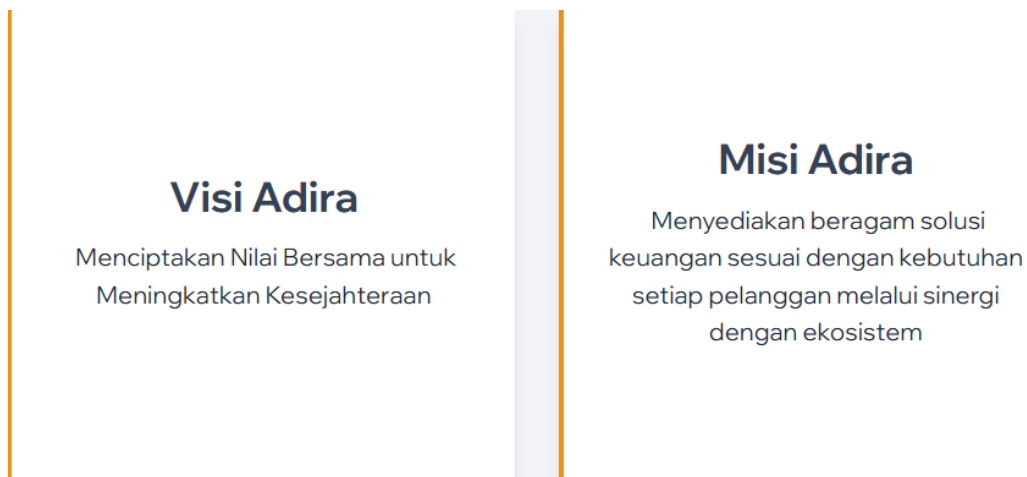 Visi Adira
Menciptakan Nilai Bersama untuk
Meningkatkan Kesejahteraan
Misi Adira
Menyediakan beragam solusi
keuangan sesuai dengan kebutuhan
setiap pelanggan melalui sinergi
dengan ekosistem